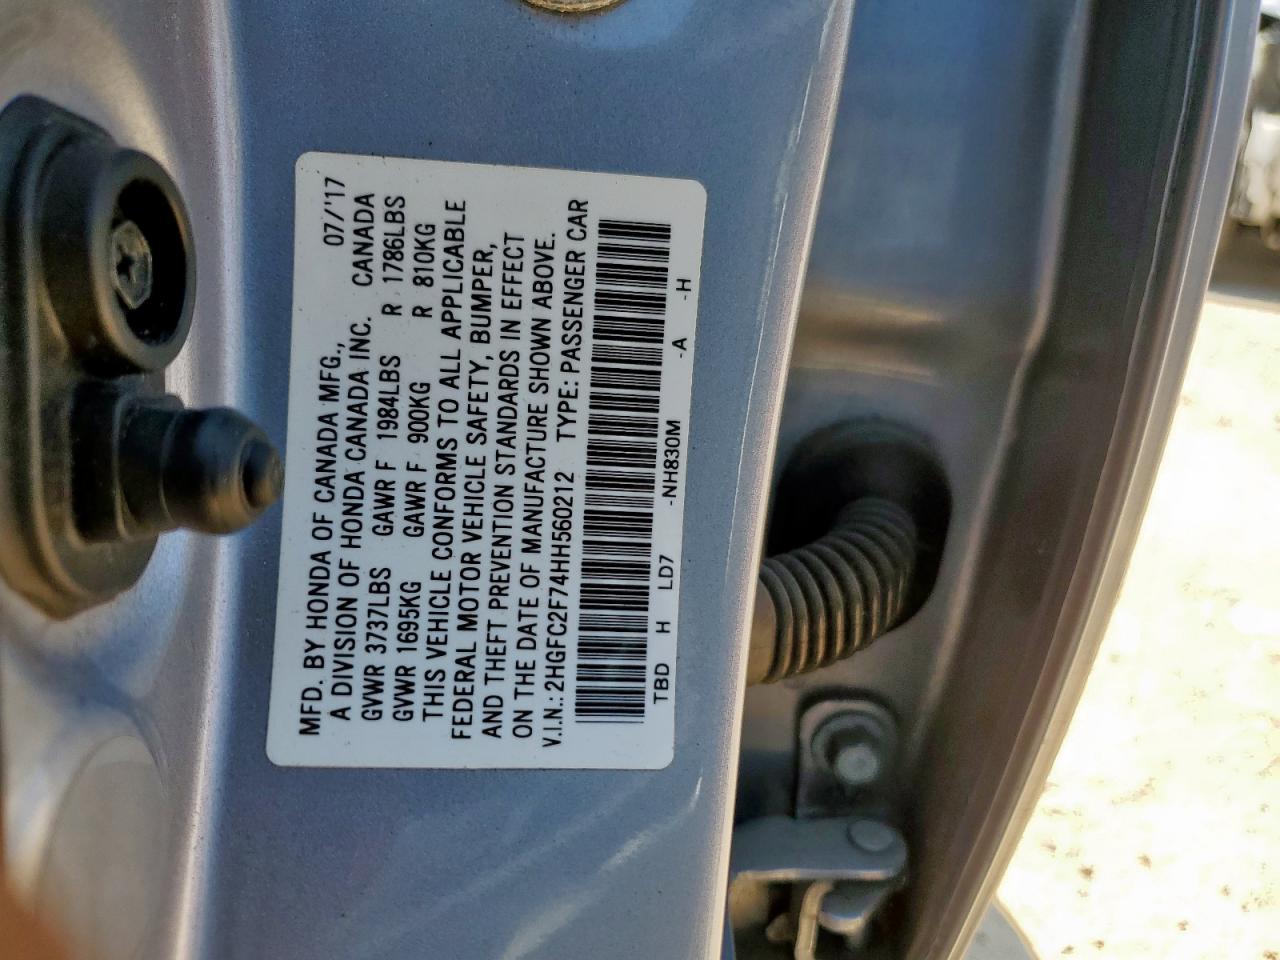 MFD. BY HONDA OF CANADA MFG., 07/'17
A DIVISION OF HONDA CANADA INC. CANADA
GVWR 3737LBS GAWR F 1984LBS R 1786LBS
GVWR 1695KG GAWR F 900KG R 810KG
THIS VEHICLE CONFORMS TO ALL APPLICABLE
FEDERAL MOTOR VEHICLE SAFETY, BUMPER,
AND THEFT PREVENTION STANDARDS IN EFFECT
ON THE DATE OF MANUFACTURE SHOWN ABOVE.
V.I.N.: 2HGFC2F74HH560212 TYPE: PASSENGER CAR
TBD H LD7 -NH830M -A -H